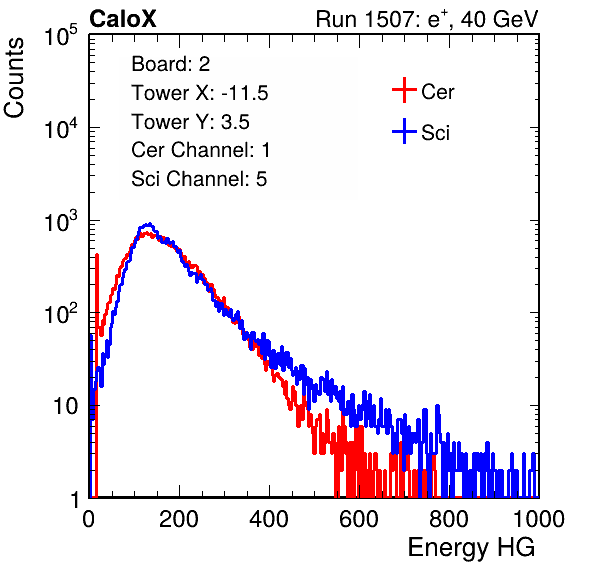 CaloX Run 1507: e⁺, 40 GeV
Counts
10⁵
10⁴
10³
10²
10
1
Board: 2
Tower X: -11.5
Tower Y: 3.5
Cer Channel: 1
Sci Channel: 5
Cer
Sci
0 200 400 600 800 1000
Energy HG